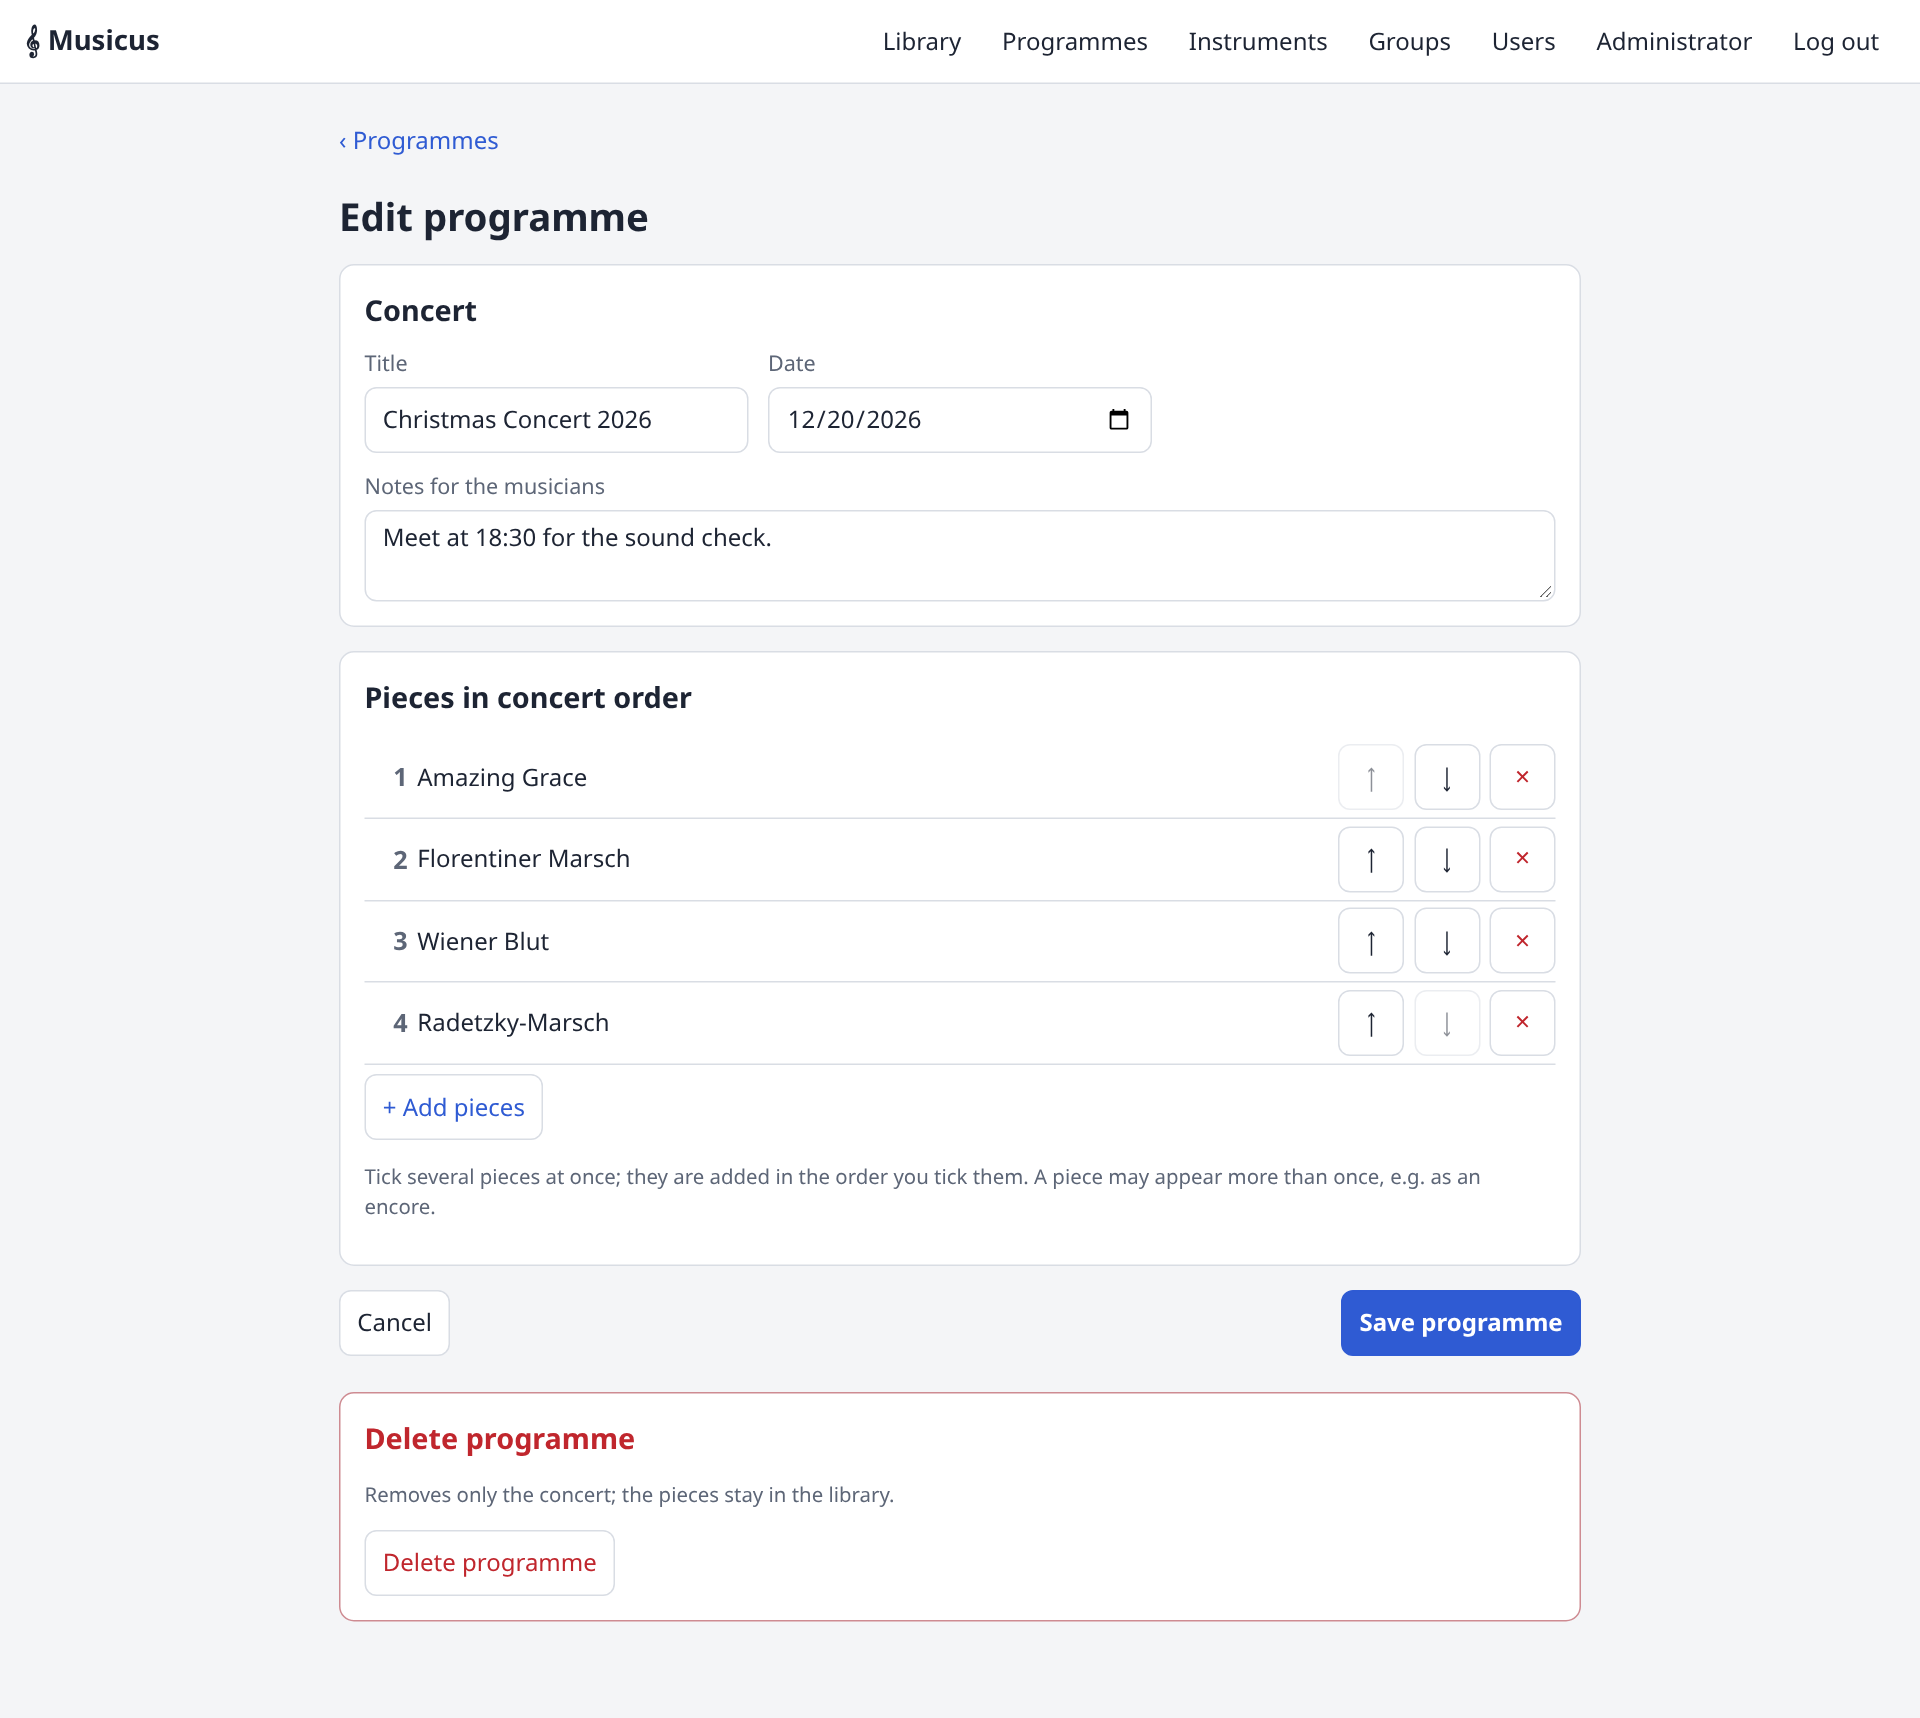 Musicus
Library Programmes Instruments Groups Users Administrator Log out
‹ Programmes
Edit programme
Concert
Title Date
Christmas Concert 2026 12/20/2026
Notes for the musicians
Meet at 18:30 for the sound check.
Pieces in concert order
1 Amazing Grace ↑ ↓ ×
2 Florentiner Marsch ↑ ↓ ×
3 Wiener Blut ↑ ↓ ×
4 Radetzky-Marsch ↑ ↓ ×
+ Add pieces
Tick several pieces at once; they are added in the order you tick them. A piece may appear more than once, e.g. as an
encore.
Cancel Save programme
Delete programme
Removes only the concert; the pieces stay in the library.
Delete programme